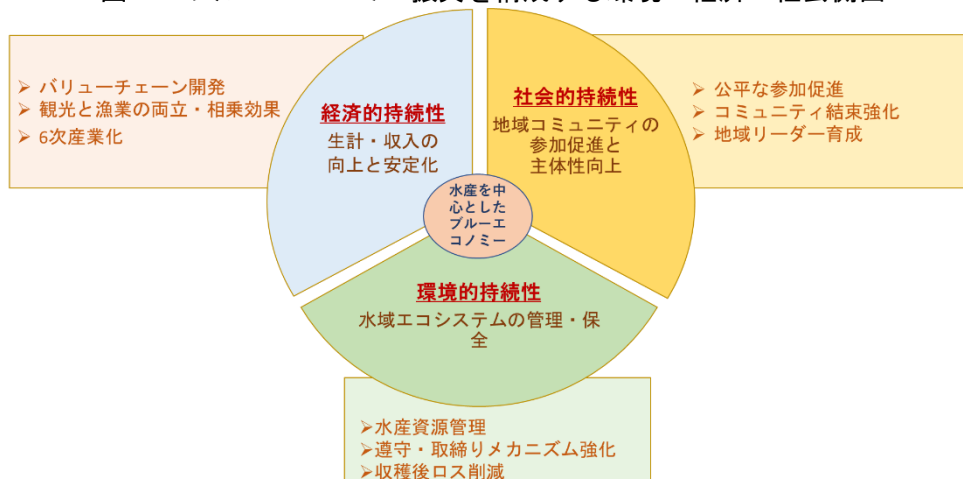 バリューチェーン開発
観光と漁業の両立・相乗効果
6次産業化
経済的持続性
生計・収入の
向上と安定化
社会的持続性
地域コミュニティの
参加促進と
主体性向上
公平な参加促進
コミュニティ結束強化
地域リーダー育成
水産を中
心とした
ブルーエ
コノミー
環境的持続性
水域エコシステムの管理・保
全
水産資源管理
遵守・取締りメカニズム強化
収穫後ロス削減